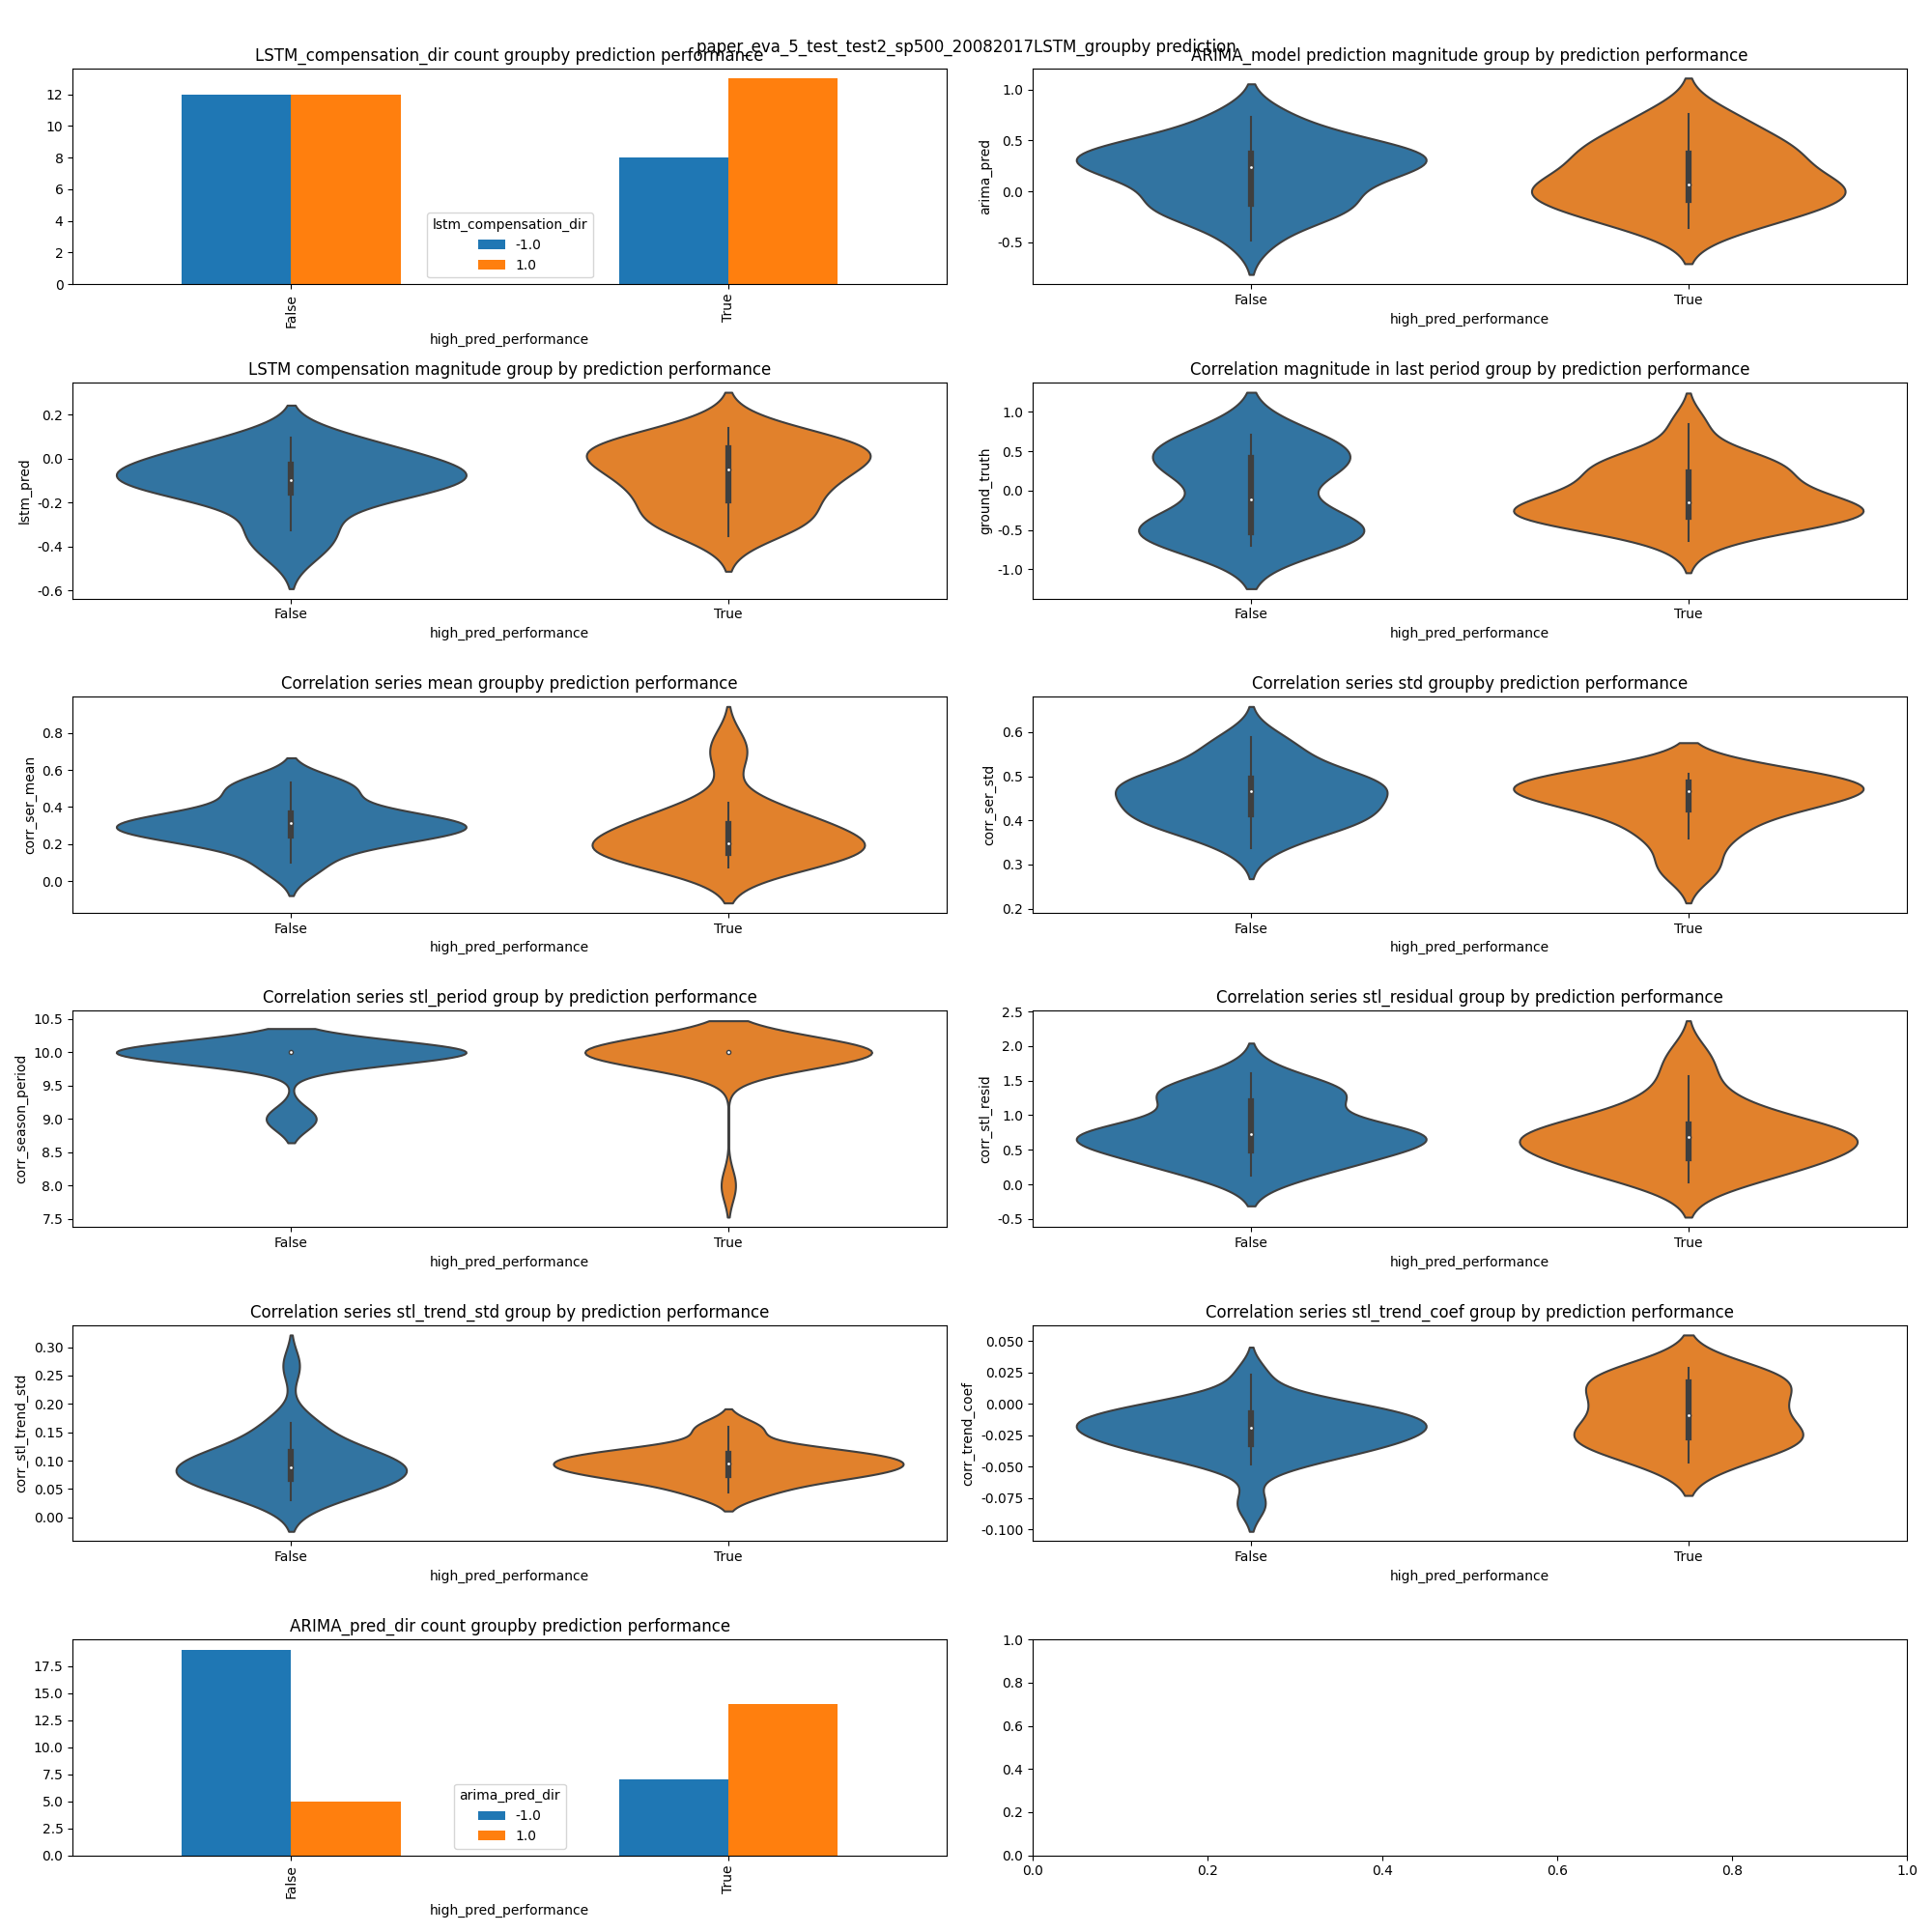 paper_eva_5_test_test2_sp500_20082017LSTM_groupby prediction
LSTM_compensation_dir count groupby prediction performance
12
10
8
6
4
2
0
lstm_compensation_dir
-1.0
1.0
False
True
high_pred_performance
ARIMA_model prediction magnitude group by prediction performance
arima_pred
1.0
0.5
0.0
-0.5
False
True
high_pred_performance
LSTM compensation magnitude group by prediction performance
lstm_pred
0.2
0.0
-0.2
-0.4
-0.6
False
True
high_pred_performance
Correlation magnitude in last period group by prediction performance
ground_truth
1.0
0.5
0.0
-0.5
-1.0
False
True
high_pred_performance
Correlation series mean groupby prediction performance
corr_ser_mean
0.8
0.6
0.4
0.2
0.0
False
True
high_pred_performance
Correlation series std groupby prediction performance
corr_ser_std
0.6
0.5
0.4
0.3
0.2
False
True
high_pred_performance
Correlation series stl_period group by prediction performance
corr_season_period
10.5
10.0
9.5
9.0
8.5
8.0
7.5
False
True
high_pred_performance
Correlation series stl_residual group by prediction performance
corr_stl_resid
2.5
2.0
1.5
1.0
0.5
0.0
-0.5
False
True
high_pred_performance
Correlation series stl_trend_std group by prediction performance
corr_stl_trend_std
0.30
0.25
0.20
0.15
0.10
0.05
0.00
False
True
high_pred_performance
Correlation series stl_trend_coef group by prediction performance
corr_trend_coef
0.050
0.025
0.000
-0.025
-0.050
-0.075
-0.100
False
True
high_pred_performance
ARIMA_pred_dir count groupby prediction performance
17.5
15.0
12.5
10.0
7.5
5.0
2.5
0.0
arima_pred_dir
-1.0
1.0
False
True
high_pred_performance
1.0
0.8
0.6
0.4
0.2
0.0
0.0
0.2
0.4
0.6
0.8
1.0